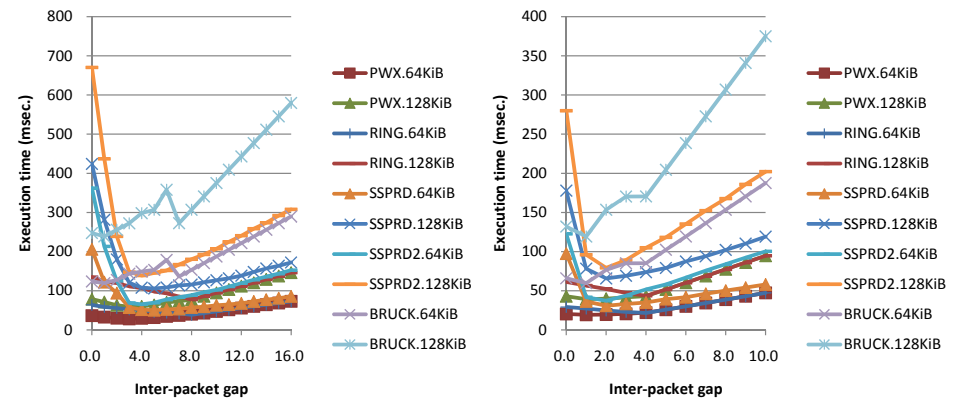 800
700
600
500
400
300
200
100
0
0.0 4.0 8.0 12.0 16.0
Execution time (msec.)
Inter-packet gap
PWX.64KiB
PWX.128KiB
RING.64KiB
RING.128KiB
SSPRD.64KiB
SSPRD.128KiB
SSPRD2.64KiB
SSPRD2.128KiB
BRUCK.64KiB
BRUCK.128KiB
400
350
300
250
200
150
100
50
0
0.0 2.0 4.0 6.0 8.0 10.0
Execution time (msec.)
Inter-packet gap
PWX.64KiB
PWX.128KiB
RING.64KiB
RING.128KiB
SSPRD.64KiB
SSPRD.128KiB
SSPRD2.64KiB
SSPRD2.128KiB
BRUCK.64KiB
BRUCK.128KiB